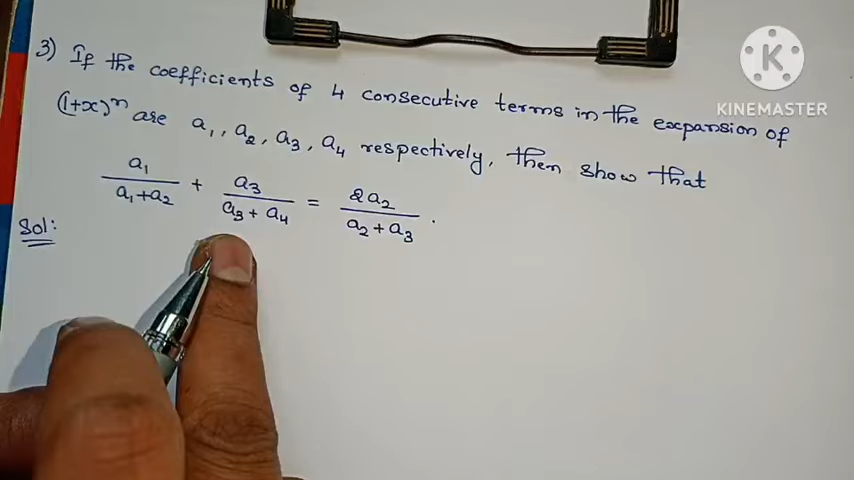 3) If the coefficients of 4 consecutive terms in the expansion of
(1+x)^n are a₁, a₂, a₃, a₄ respectively, then show that
a₁/(a₁+a₂) + a₃/(a₃+a₄) = 2a₂/(a₂+a₃).
Sol:
K
KINEMASTER